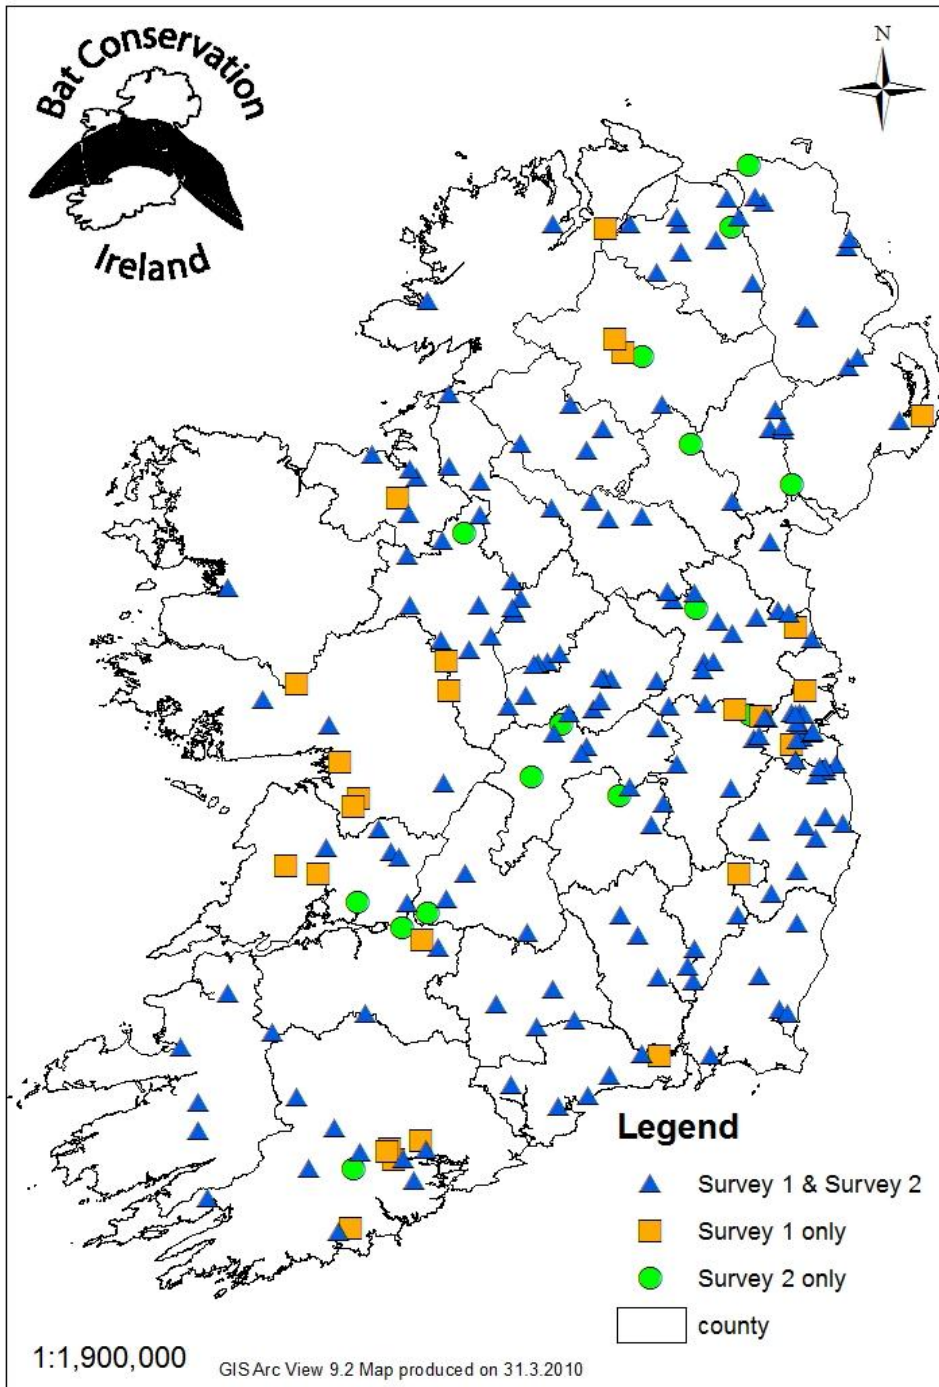 Bat Conservation
Ireland
N
Legend
Survey 1 & Survey 2
Survey 1 only
Survey 2 only
county
1:1,900,000
GIS Arc View 9.2 Map produced on 31.3.2010